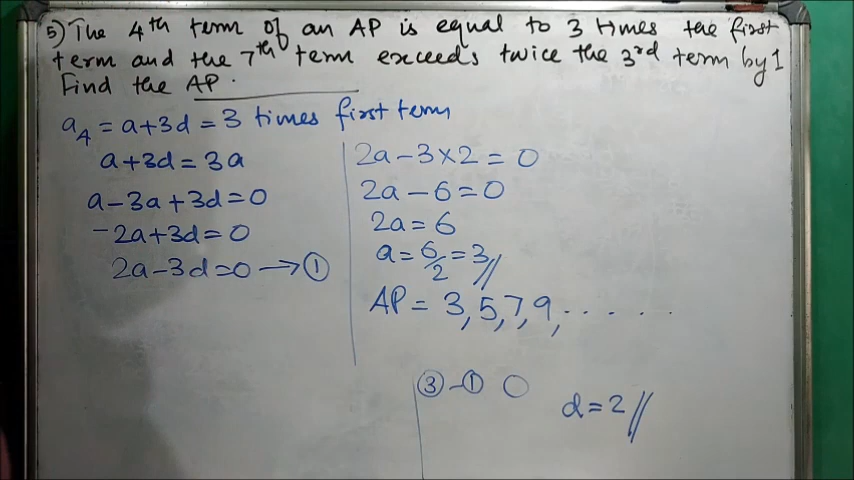 5) The 4th term of an AP is equal to 3 times the first
term and the 7th term exceeds twice the 3rd term by 1
Find the AP.
a4 = a+3d = 3 times first term
a+3d = 3a
a-3a+3d=0
-2a+3d=0
2a-3d=0 → ①
2a-3×2=0
2a-6=0
2a=6
a=6/2=3//
AP = 3,5,7,9,......
③-① 0
d=2//